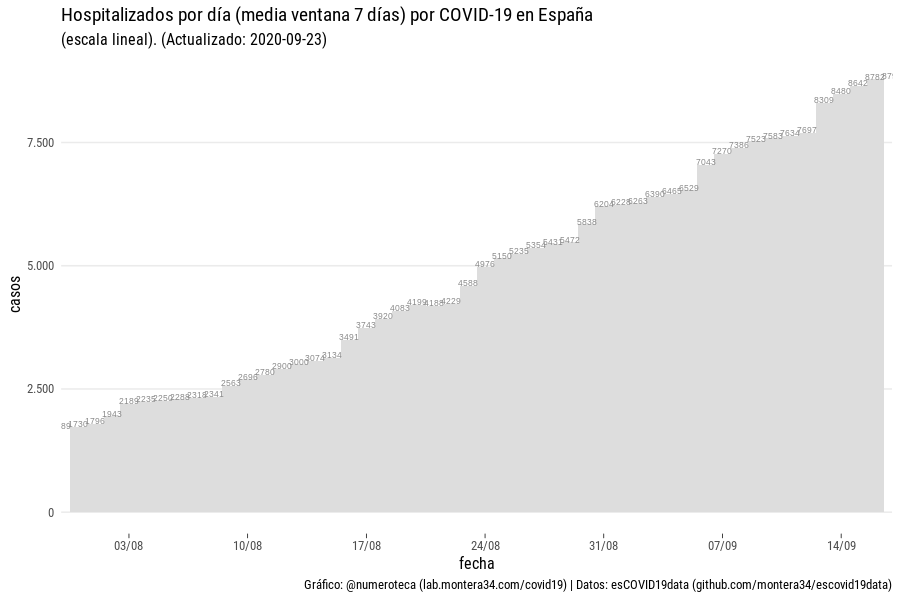 Hospitalizados por día (media ventana 7 días) por COVID-19 en España
(escala lineal). (Actualizado: 2020-09-23)
casos
7.500
5.000
2.500
0
89 1730 1796 1943 2189 2235 2250 2288 2318 2341 2563 2695 2780 2900 3000 3074 3134 3491 3743 3920 4083 4199 4188 4229 4588 4976 5150 5235 5354 5431 5472 5838 6204 6228 6263 6390 6465 6529 7043 7270 7386 7523 7583 7634 7697 8309 8480 8642 8782
03/08 10/08 17/08 24/08 31/08 07/09 14/09
fecha
Gráfico: @numeroteca (lab.montera34.com/covid19) | Datos: esCOVID19data (github.com/montera34/escovid19data)